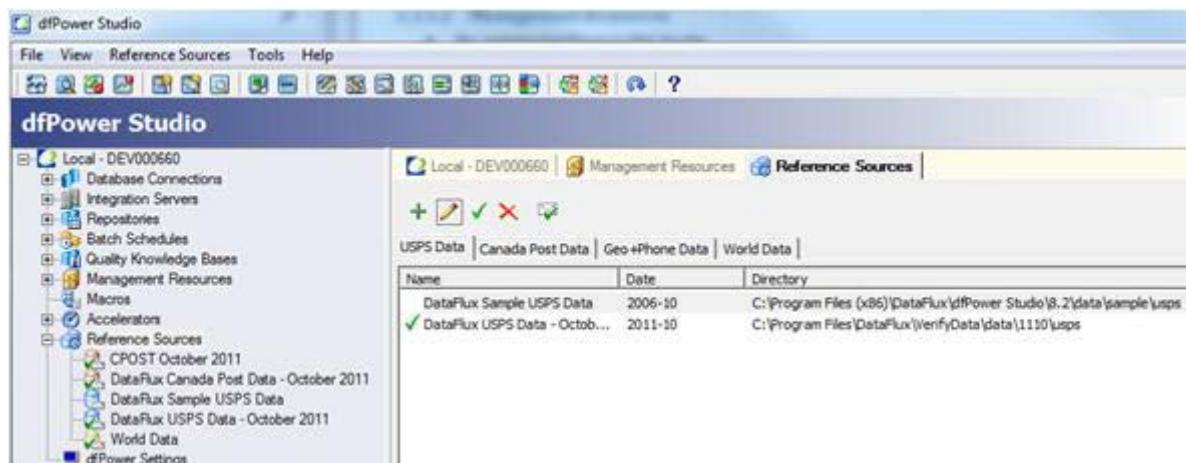 dfPower Studio
File View Reference Sources Tools Help
dfPower Studio
Local - DEV000660
Database Connections
Integration Servers
Repositories
Batch Schedules
Quality Knowledge Bases
Management Resources
Macros
Accelerators
Reference Sources
CPOST October 2011
DataFlux Canada Post Data - October 2011
DataFlux Sample USPS Data
DataFlux USPS Data - October 2011
World Data
dfPower Settings
Local - DEV000660 Management Resources Reference Sources
USPS Data Canada Post Data Geo+Phone Data World Data
Name Date Directory
DataFlux Sample USPS Data 2006-10 C:\Program Files (x86)\DataFlux\dfPower Studio\8.2\data\sample\usps
DataFlux USPS Data - Octob... 2011-10 C:\Program Files\DataFlux\VerifyData\data\1110\usps